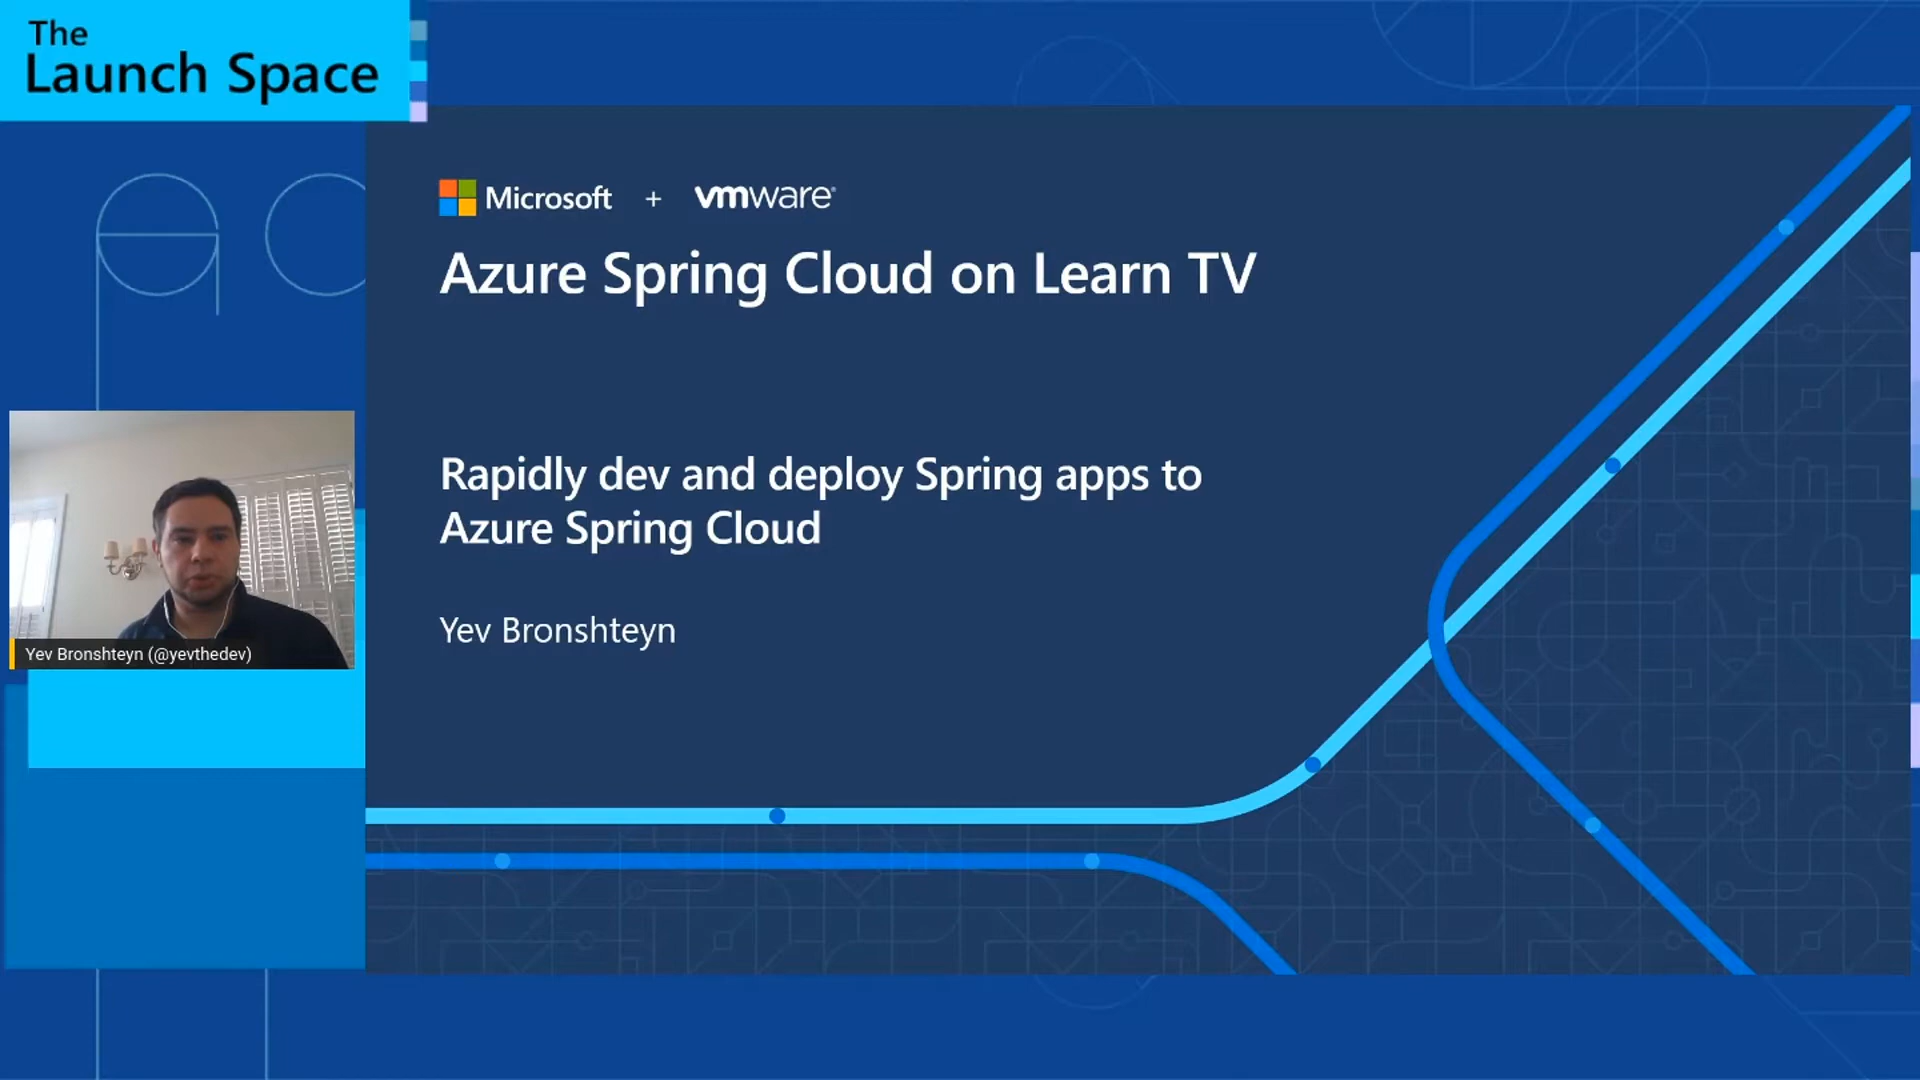 The
Launch Space
Microsoft + vmware®
Azure Spring Cloud on Learn TV
Rapidly dev and deploy Spring apps to
Azure Spring Cloud
Yev Bronshteyn
Yev Bronshteyn (@yevthedev)